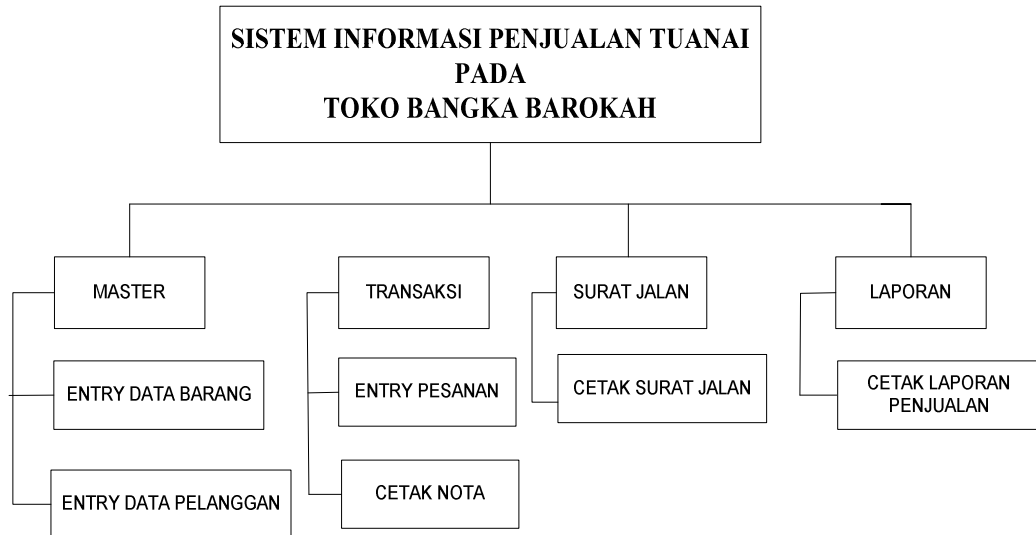 SISTEM INFORMASI PENJUALAN TUANAI
PADA
TOKO BANGKA BAROKAH
MASTER
TRANSAKSI
SURAT JALAN
LAPORAN
ENTRY DATA BARANG
ENTRY PESANAN
CETAK SURAT JALAN
CETAK LAPORAN
PENJUALAN
ENTRY DATA PELANGGAN
CETAK NOTA